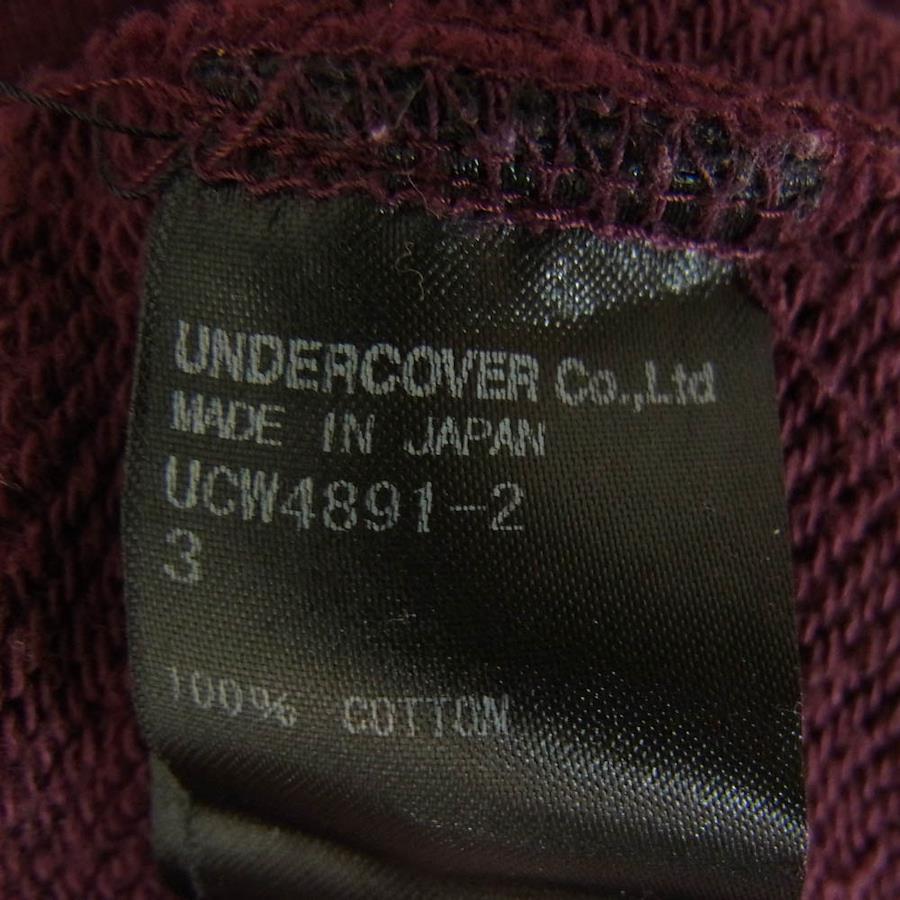 UNDERCOVER Co.,Ltd
MADE IN JAPAN
UCW4891-2
3
100% COTTON